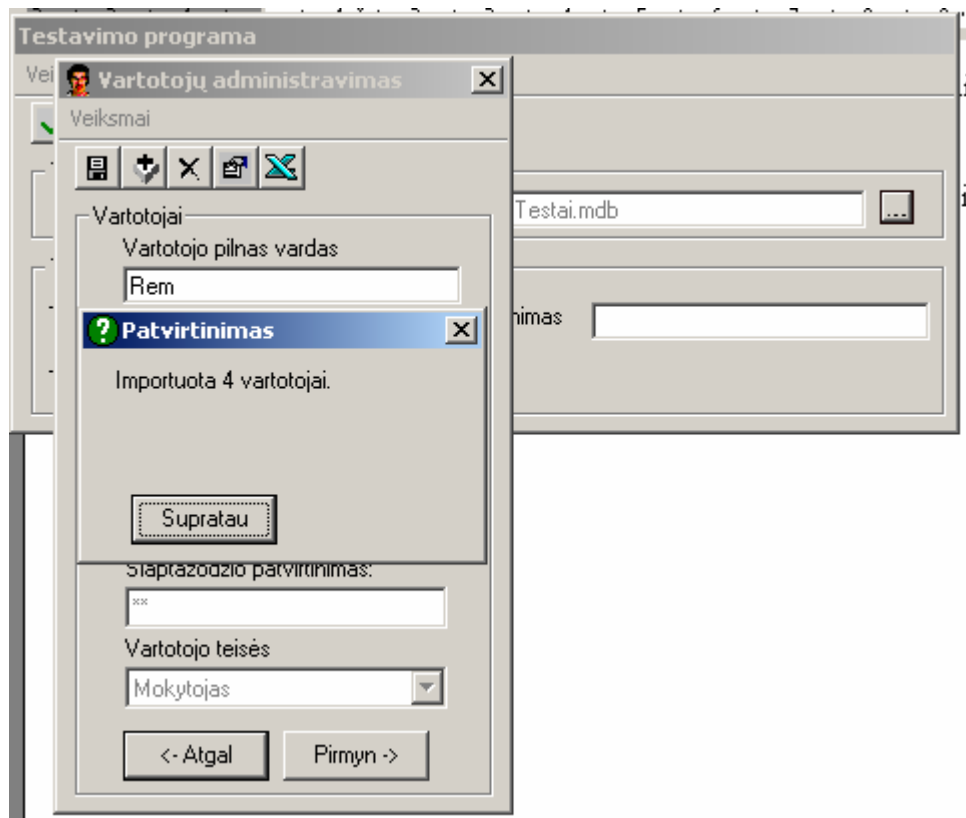 Testavimo programa
Vei
Vartotojų administravimas
Veiksmai
Vartotojai
Testai.mdb
...
Vartotojo pilnas vardas
Rem
nimas
Patvirtinimas
Importuota 4 vartotojai.
Supratau
Slaptažodžio patvirtinimas:
**
Vartotojo teisės
Mokytojas
<- Atgal
Pirmyn ->